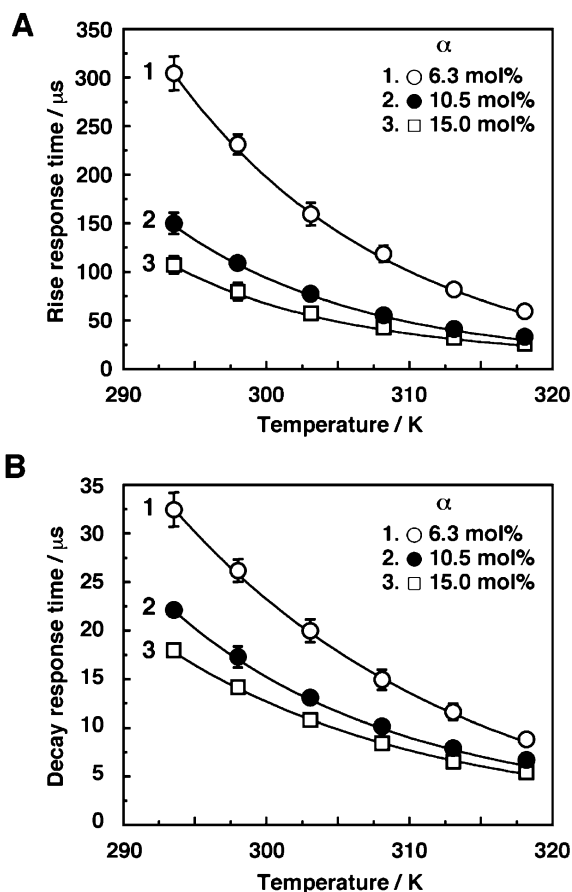 A
350
300
250
200
150
100
50
0
Rise response time / μs
1
2
3
α
1. ○ 6.3 mol%
2. ● 10.5 mol%
3. □ 15.0 mol%
290
300
310
320
Temperature / K
B
35
30
25
20
15
10
5
0
Decay response time / μs
1
2
3
α
1. ○ 6.3 mol%
2. ● 10.5 mol%
3. □ 15.0 mol%
290
300
310
320
Temperature / K